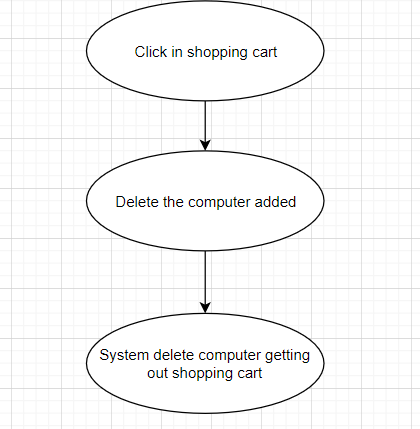 Click in shopping cart
Delete the computer added
System delete computer getting
out shopping cart